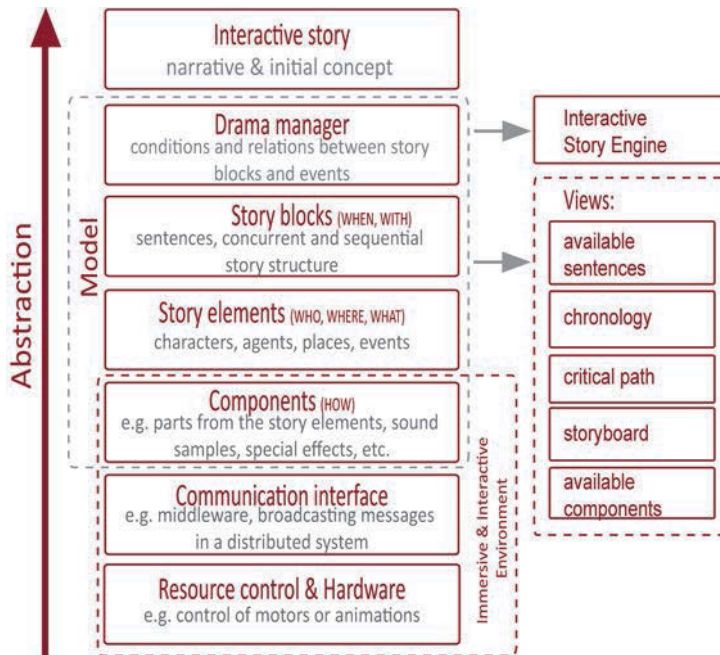 Interactive story
narrative & initial concept
Drama manager
conditions and relations between story
blocks and events
Story blocks (WHEN, WITH)
sentences, concurrent and sequential
story structure
Story elements (WHO, WHERE, WHAT)
characters, agents, places, events
Components (HOW)
e.g. parts from the story elements, sound
samples, special effects, etc.
Communication interface
e.g. middleware, broadcasting messages
in a distributed system
Resource control & Hardware
e.g. control of motors or animations
Abstraction
Model
Immersive & Interactive
Environment
Interactive
Story Engine
Views:
available
sentences
chronology
critical path
storyboard
available
components